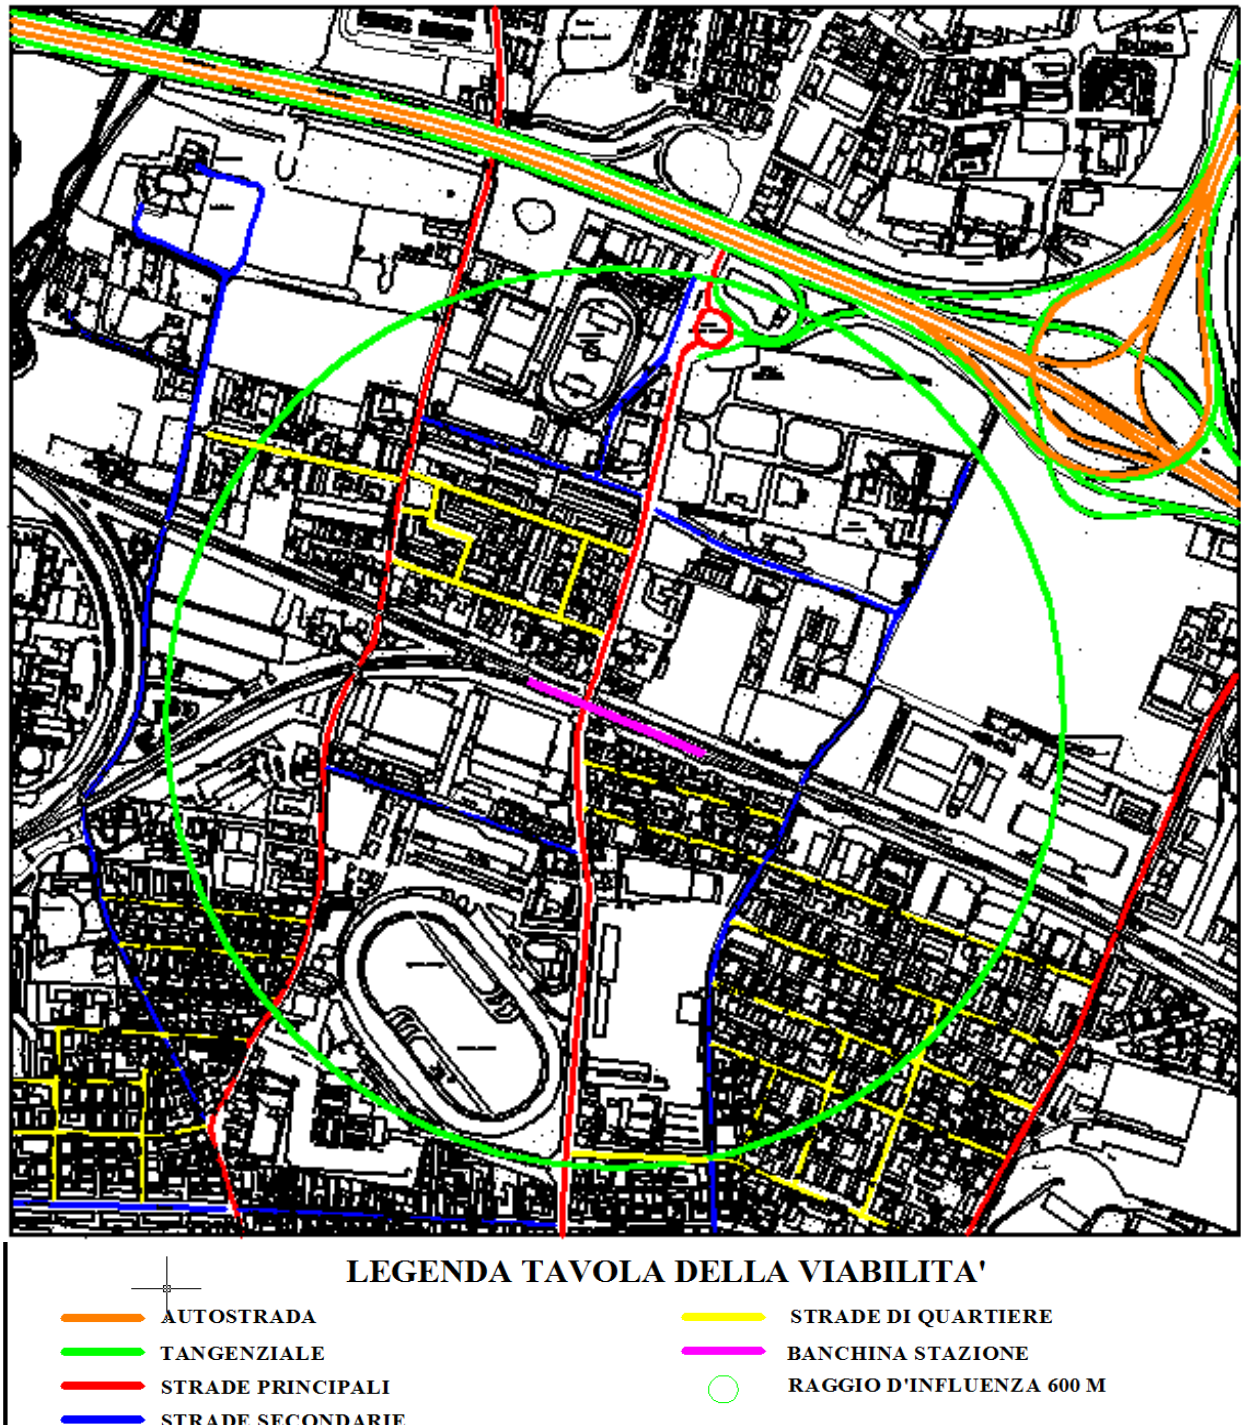 LEGENDA TAVOLA DELLA VIABILITA'
AUTOSTRADA
TANGENZIALE
STRADE PRINCIPALI
STRADE SECONDARIE
STRADE DI QUARTIERE
BANCHINA STAZIONE
RAGGIO D'INFLUENZA 600 M